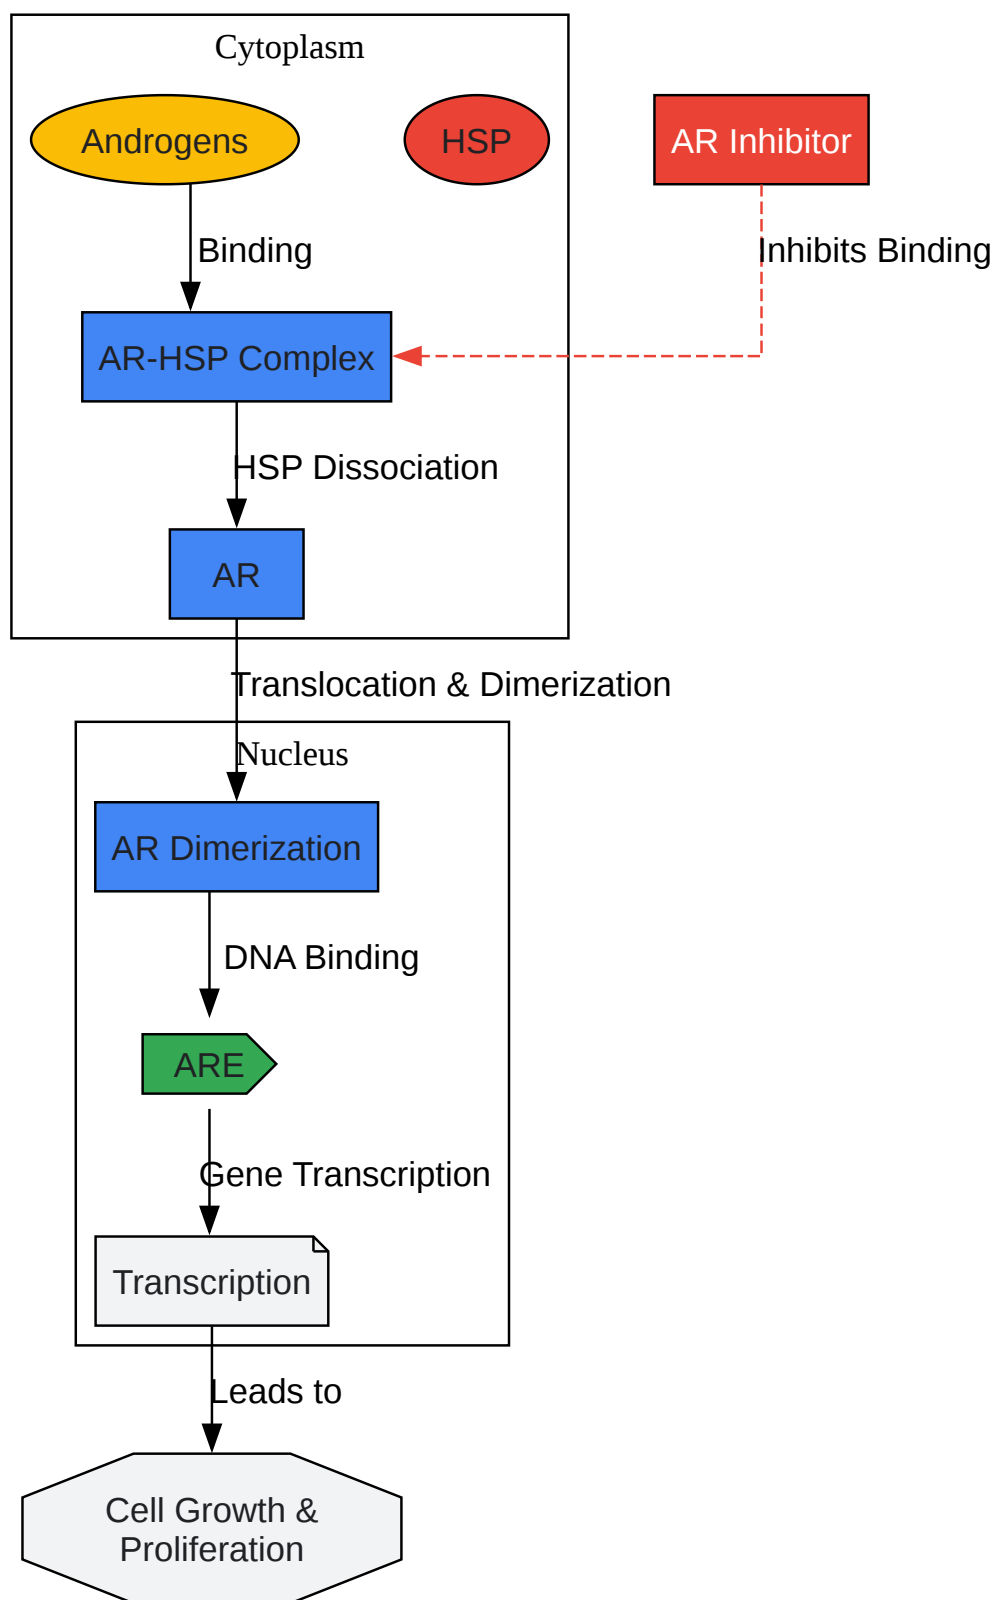 Cytoplasm
Androgens
HSP
AR Inhibitor
Binding
Inhibits Binding
AR-HSP Complex
HSP Dissociation
AR
Translocation & Dimerization
Nucleus
AR Dimerization
DNA Binding
ARE
Gene Transcription
Transcription
Leads to
Cell Growth &
Proliferation